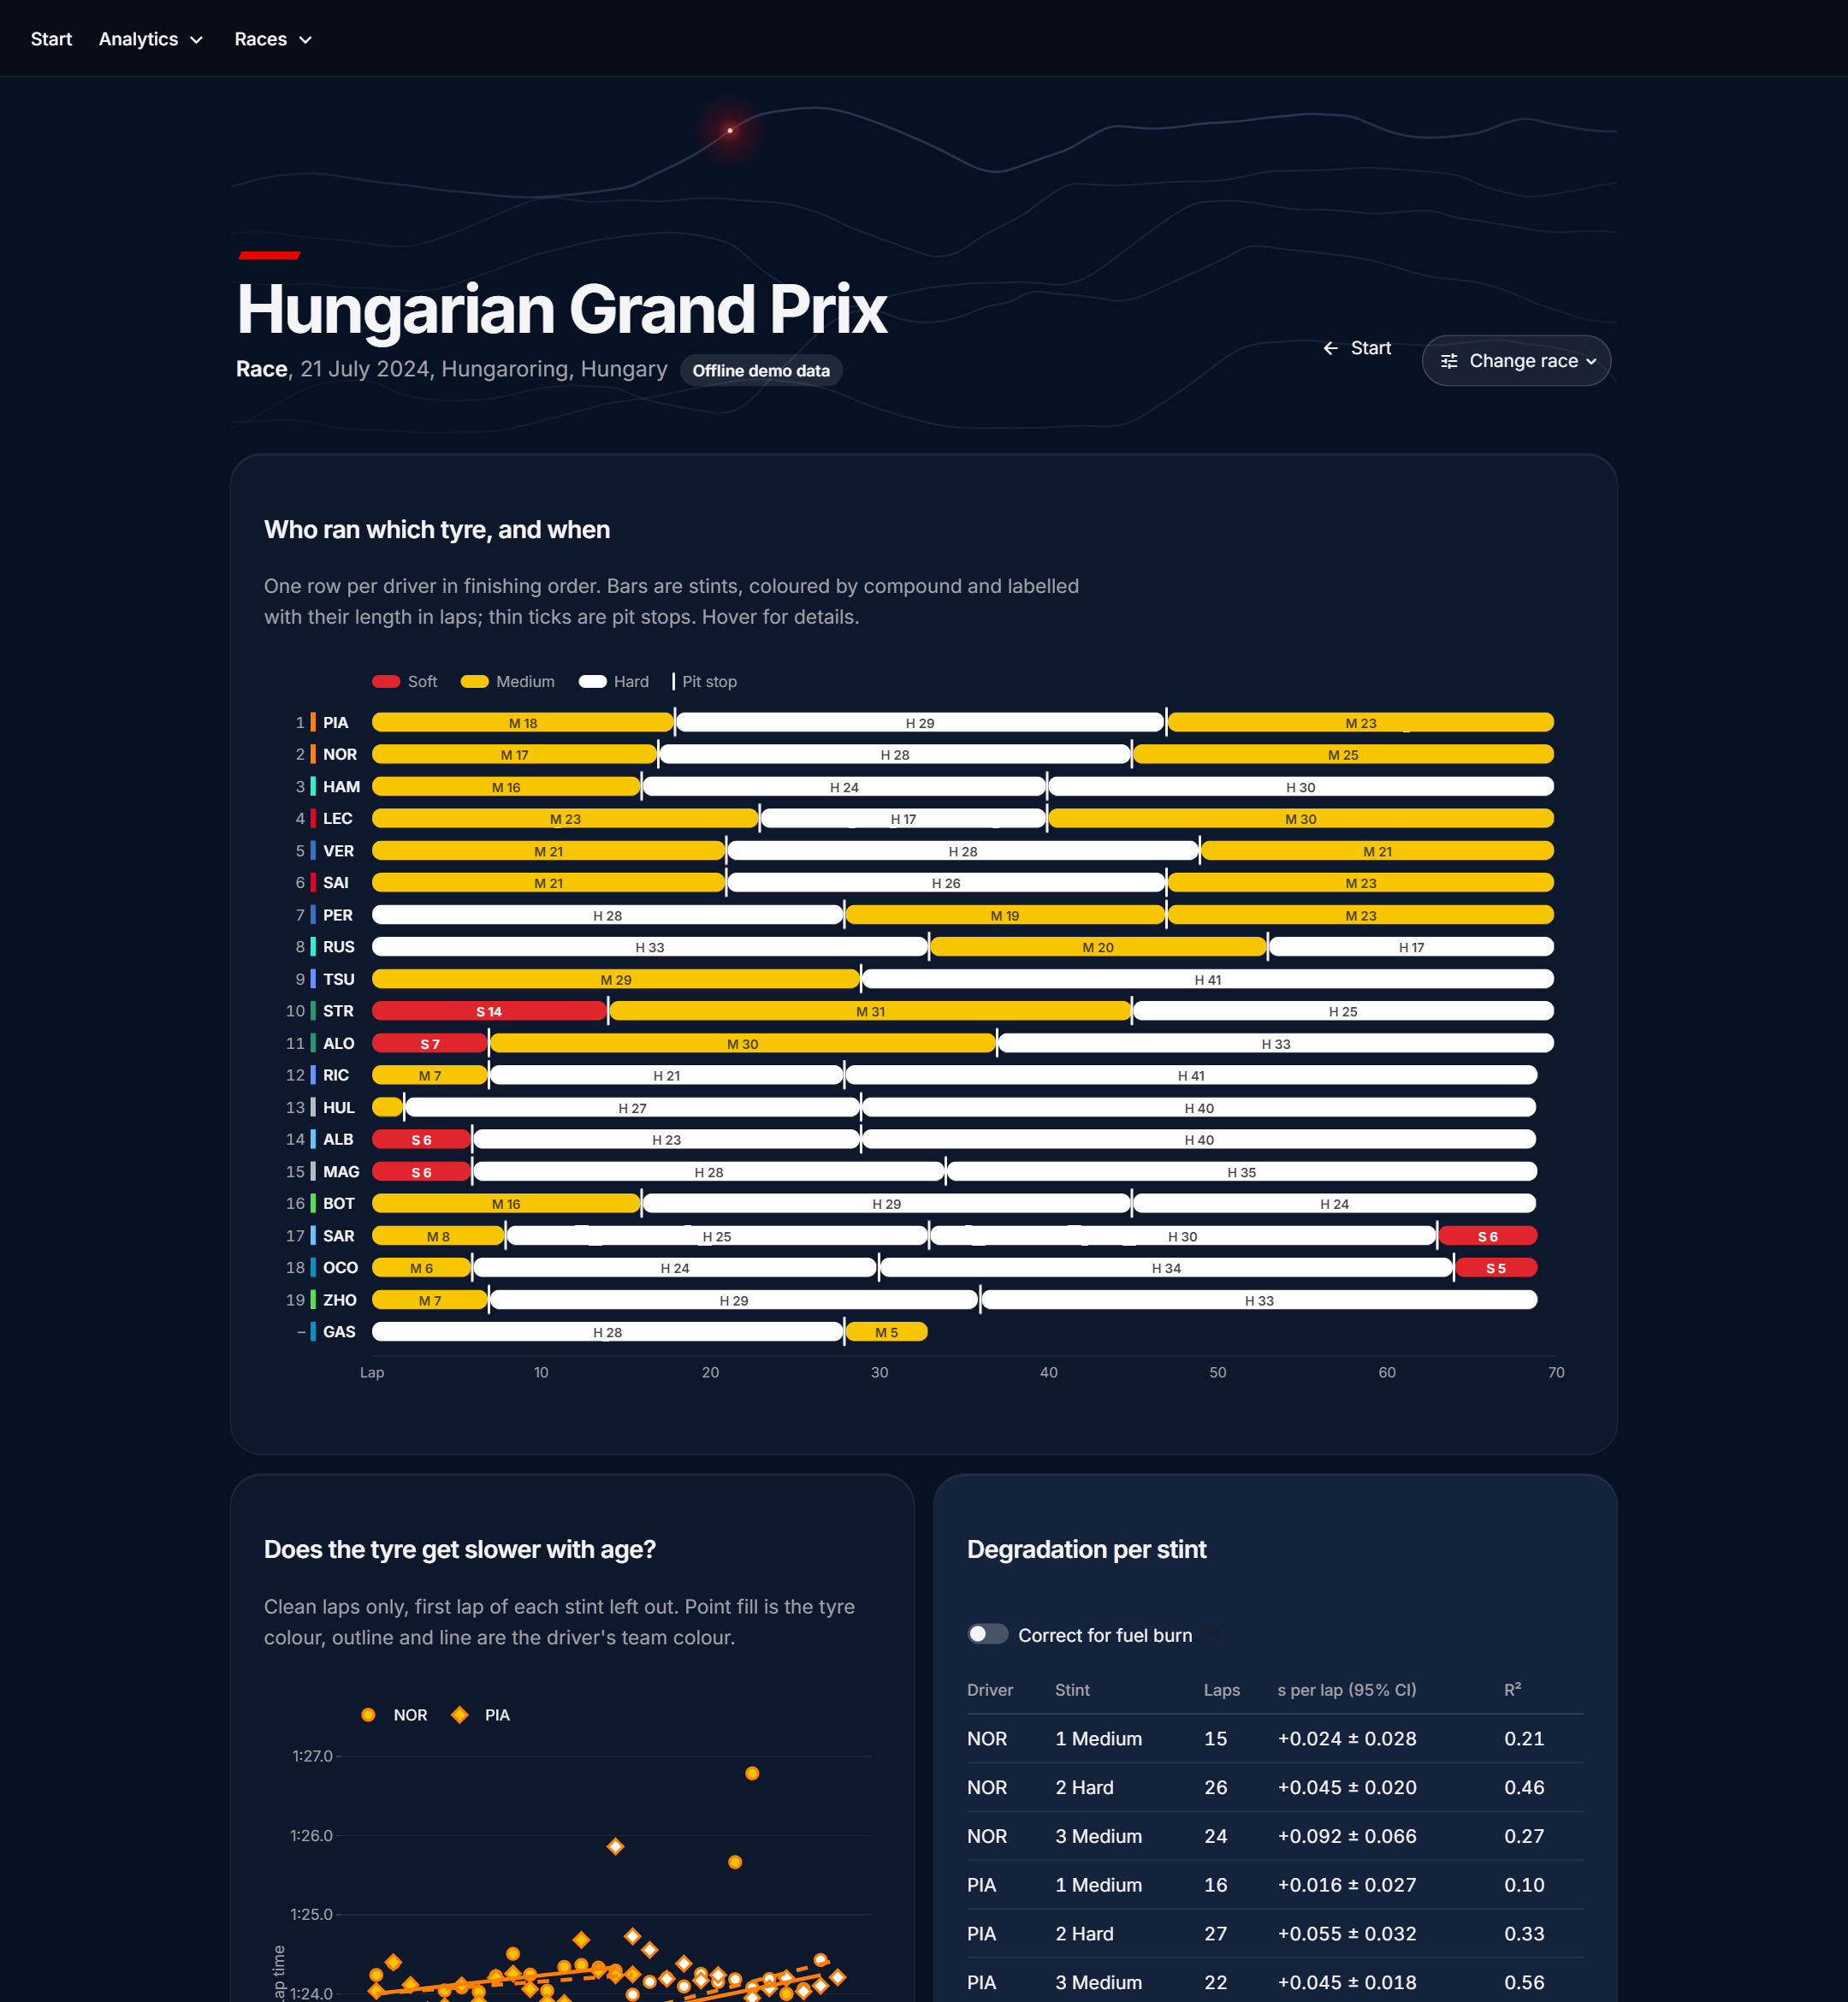 Start Analytics Races
Hungarian Grand Prix
Race, 21 July 2024, Hungaroring, Hungary Offline demo data
Start Change race
Who ran which tyre, and when
One row per driver in finishing order. Bars are stints, coloured by compound and labelled
with their length in laps; thin ticks are pit stops. Hover for details.
Soft Medium Hard Pit stop
1 PIA M 18 H 29 M 23
2 NOR M 17 H 28 M 25
3 HAM M 16 H 24 H 30
4 LEC M 23 H 17 M 30
5 VER M 21 H 28 M 21
6 SAI M 21 H 26 M 23
7 PER H 28 M 19 M 23
8 RUS H 33 M 20 H 17
9 TSU M 29 H 41
10 STR S 14 M 31 H 25
11 ALO S 7 M 30 H 33
12 RIC M 7 H 21 H 41
13 HUL H 27 H 40
14 ALB S 6 H 23 H 40
15 MAG S 6 H 28 H 35
16 BOT M 16 H 29 H 24
17 SAR M 8 H 25 H 30 S 6
18 OCO M 6 H 24 H 34 S 5
19 ZHO M 7 H 29 H 33
– GAS H 28 M 5
Lap 10 20 30 40 50 60 70
Does the tyre get slower with age?
Clean laps only, first lap of each stint left out. Point fill is the tyre
colour, outline and line are the driver's team colour.
NOR PIA
1:27.0
1:26.0
1:25.0
1:24.0
Lap time
Degradation per stint
Correct for fuel burn
Driver Stint Laps s per lap (95% CI) R²
NOR 1 Medium 15 +0.024 ± 0.028 0.21
NOR 2 Hard 26 +0.045 ± 0.020 0.46
NOR 3 Medium 24 +0.092 ± 0.066 0.27
PIA 1 Medium 16 +0.016 ± 0.027 0.10
PIA 2 Hard 27 +0.055 ± 0.032 0.33
PIA 3 Medium 22 +0.045 ± 0.018 0.56